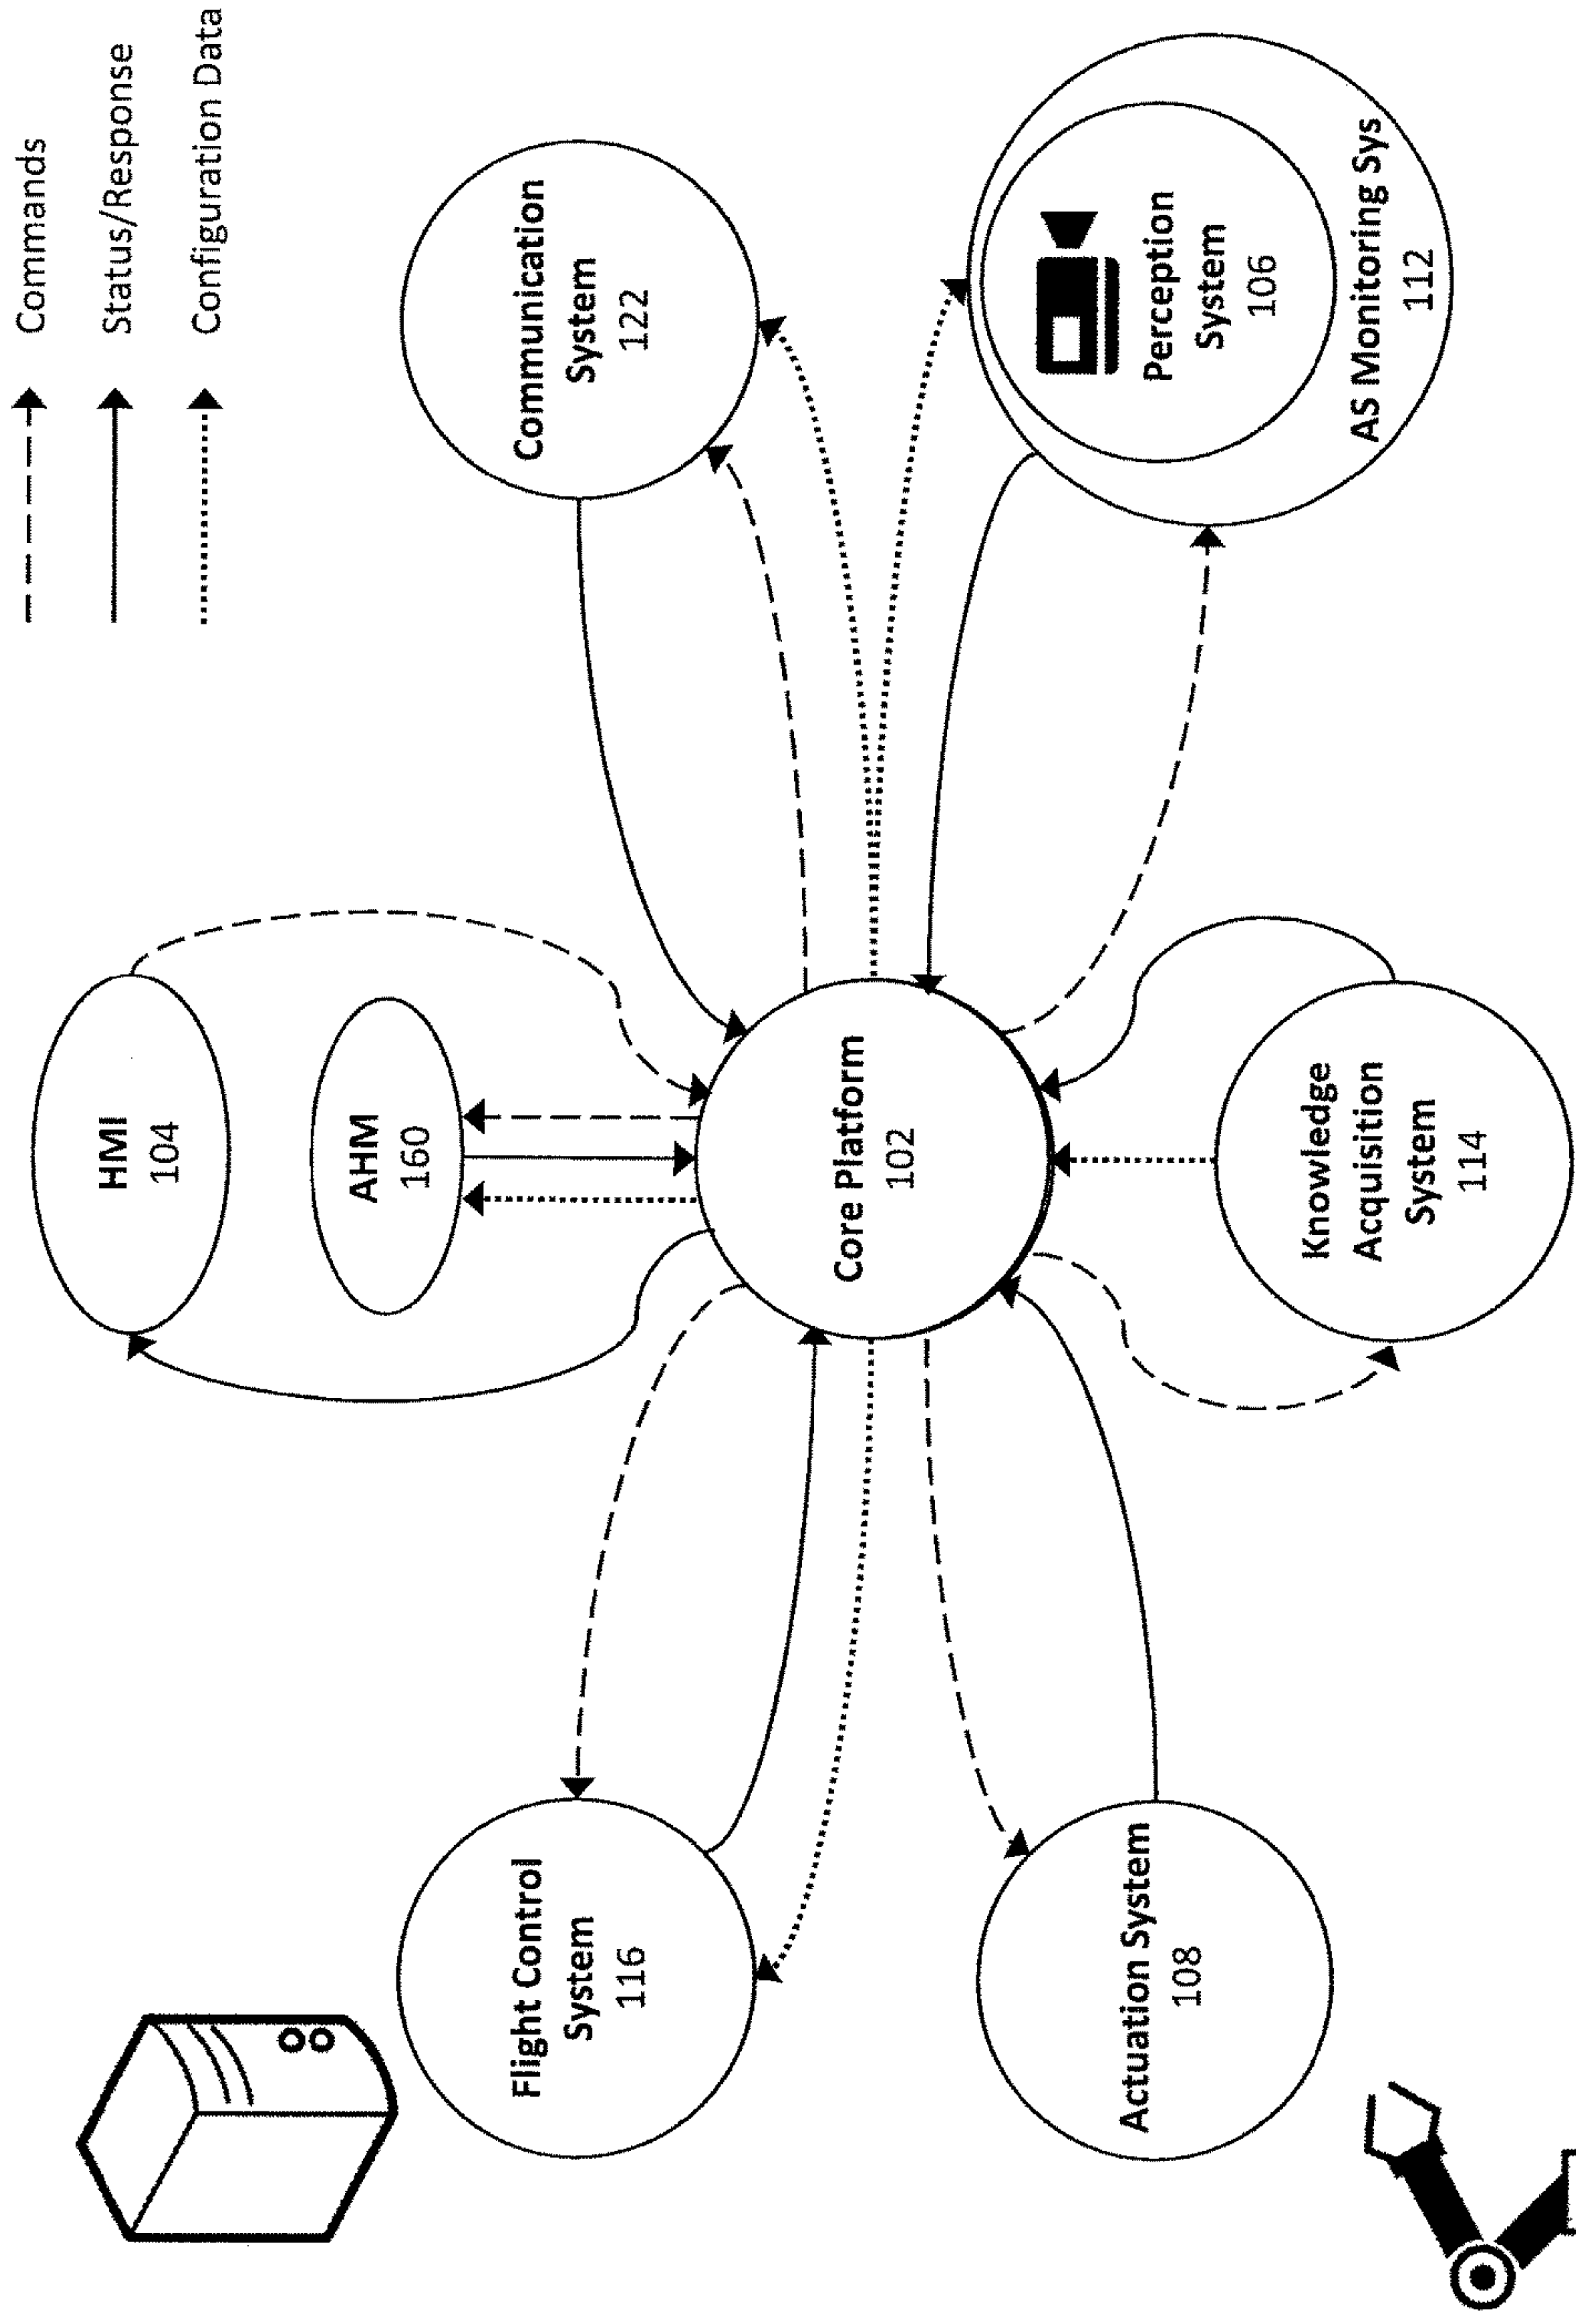 Commands
Status/Response
Configuration Data
HMI
104
AHM
160
Flight Control
System
116
Communication
System
122
Core Platform
102
Actuation System
108
Perception
System
106
AS Monitoring Sys
112
Knowledge
Acquisition
System
114